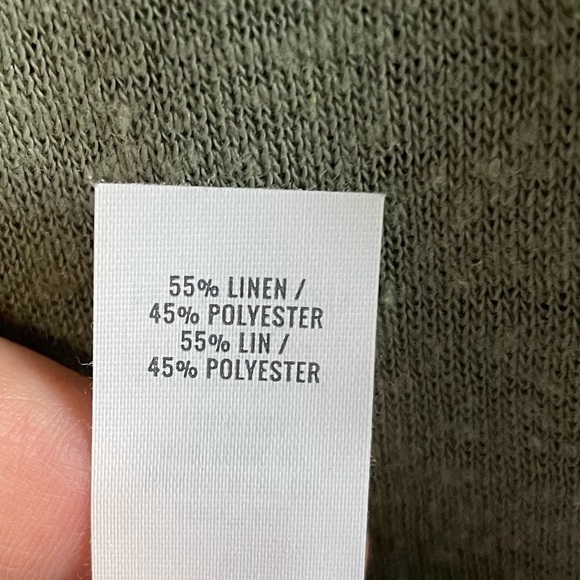 55% LINEN /
45% POLYESTER
55% LIN /
45% POLYESTER